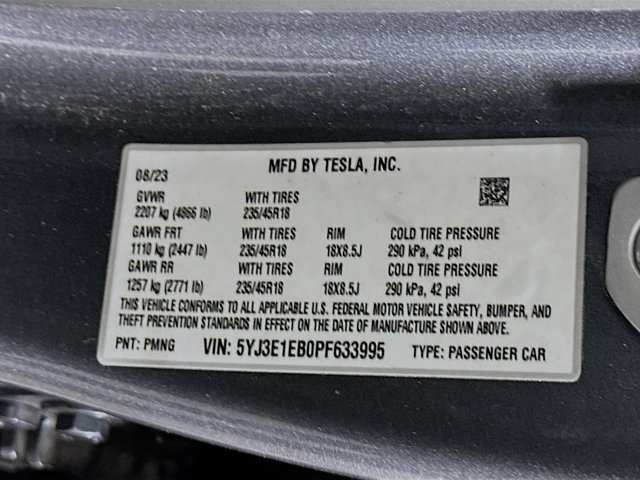 MFD BY TESLA, INC.
08/23
GVWR WITH TIRES
2207 kg (4866 lb) 235/45R18
GAWR FRT WITH TIRES RIM COLD TIRE PRESSURE
1110 kg (2447 lb) 235/45R18 18X8.5J 290 kPa, 42 psi
GAWR RR WITH TIRES RIM COLD TIRE PRESSURE
1257 kg (2771 lb) 235/45R18 18X8.5J 290 kPa, 42 psi
THIS VEHICLE CONFORMS TO ALL APPLICABLE U.S. FEDERAL MOTOR VEHICLE SAFETY, BUMPER, AND
THEFT PREVENTION STANDARDS IN EFFECT ON THE DATE OF MANUFACTURE SHOWN ABOVE.
PNT: PMNG VIN: 5YJ3E1EB0PF633995 TYPE: PASSENGER CAR